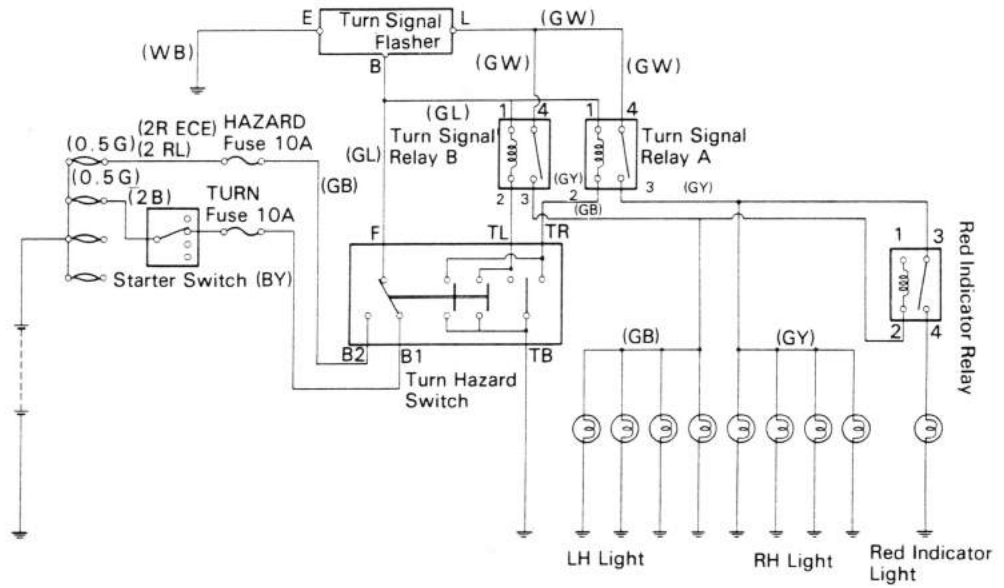 E
Turn Signal
Flasher
L
B
(WB)
(GW)
(GW)
(GW)
(GL)
1
4
1
4
Turn Signal
Relay B
Turn Signal
Relay A
(0.5G)
(2R ECE)
(2 RL)
HAZARD
Fuse 10A
(GL)
(GB)
(0.5G)
(2B)
TURN
Fuse 10A
2
3
(GY)
2
(GB)
3
(GY)
Starter Switch (BY)
F
TL
TR
B2
B1
TB
Turn Hazard
Switch
1
3
2
4
Red Indicator Relay
(GB)
(GY)
LH Light
RH Light
Red Indicator
Light